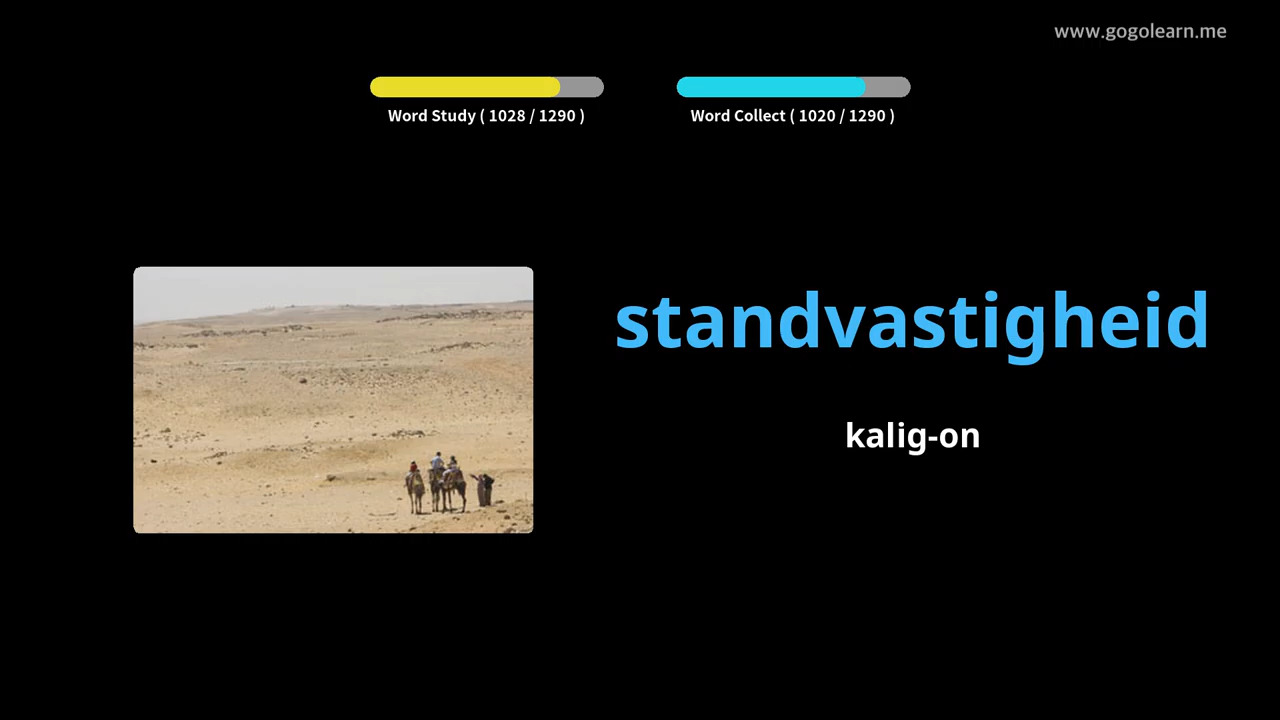 www.gogolearn.me
Word Study ( 1028 / 1290 )
Word Collect ( 1020 / 1290 )
standvastigheid
kalig-on